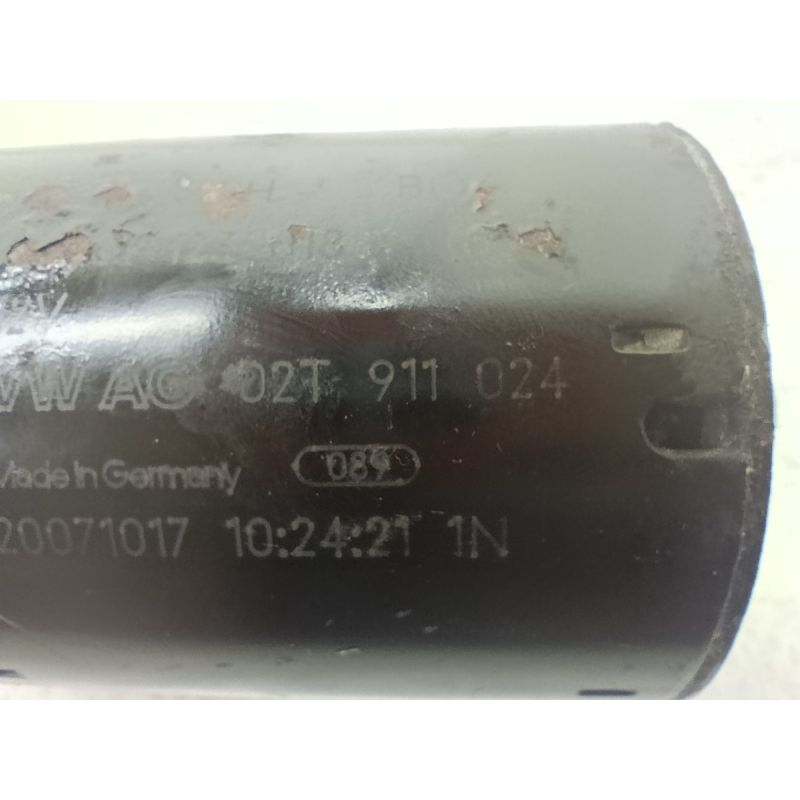 VW AG 02T 911 024
Made in Germany 089
20071017 10:24:21 1N